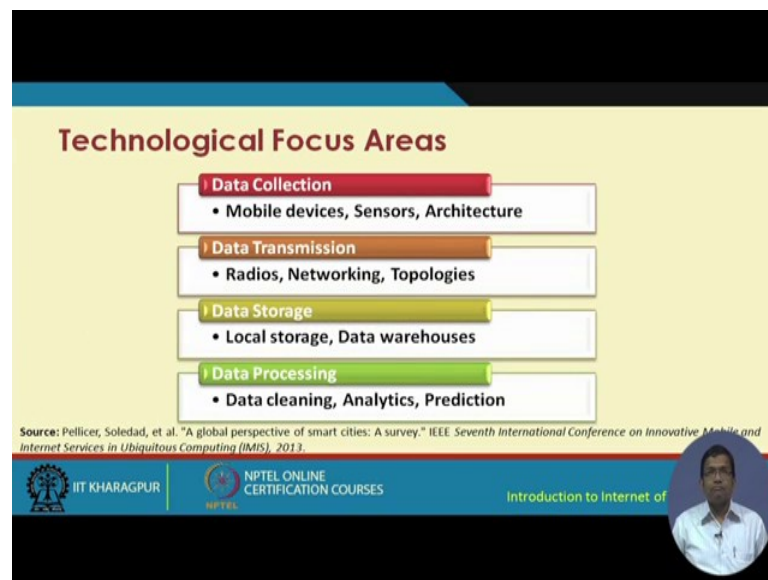 Technological Focus Areas
Data Collection
• Mobile devices, Sensors, Architecture
Data Transmission
• Radios, Networking, Topologies
Data Storage
• Local storage, Data warehouses
Data Processing
• Data cleaning, Analytics, Prediction
Source: Pellicer, Soledad, et al. "A global perspective of smart cities: A survey." IEEE Seventh International Conference on Innovative Mobile and
Internet Services in Ubiquitous Computing (IMIS), 2013.
IIT KHARAGPUR
NPTEL
NPTEL ONLINE
CERTIFICATION COURSES
Introduction to Internet of